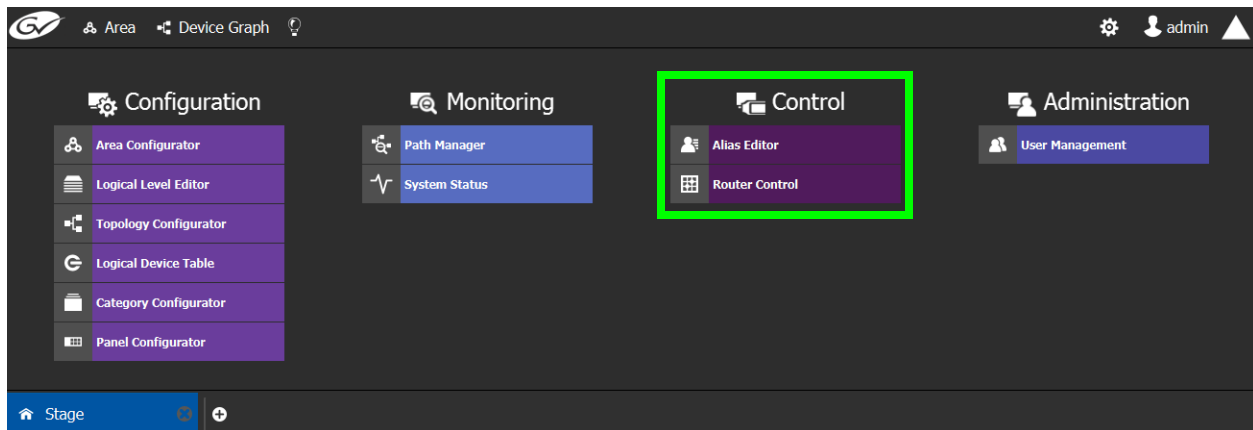 GV Area Device Graph admin
Configuration
Area Configurator
Logical Level Editor
Topology Configurator
Logical Device Table
Category Configurator
Panel Configurator
Monitoring
Path Manager
System Status
Control
Alias Editor
Router Control
Administration
User Management
Stage